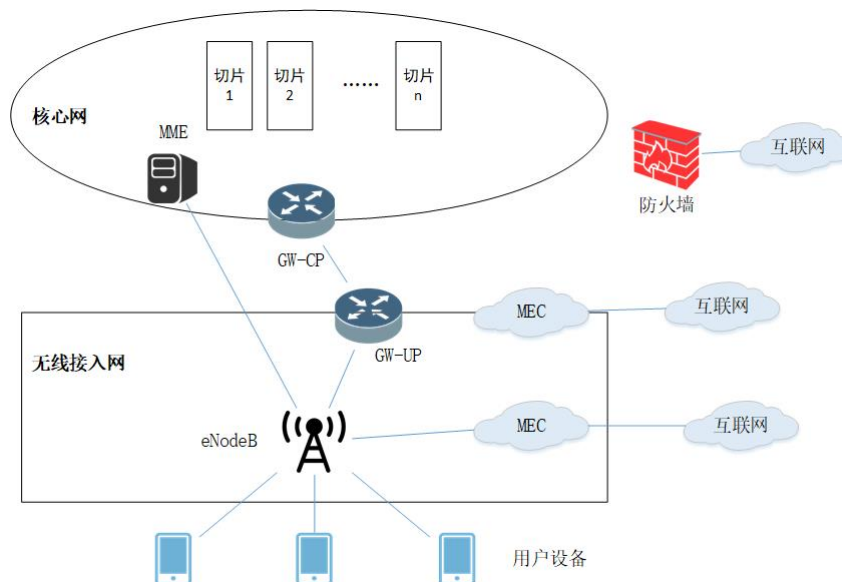 切片
1
切片
2
……
切片
n
核心网
MME
互联网
防火墙
GW-CP
MEC
互联网
GW-UP
无线接入网
eNodeB
MEC
互联网
用户设备